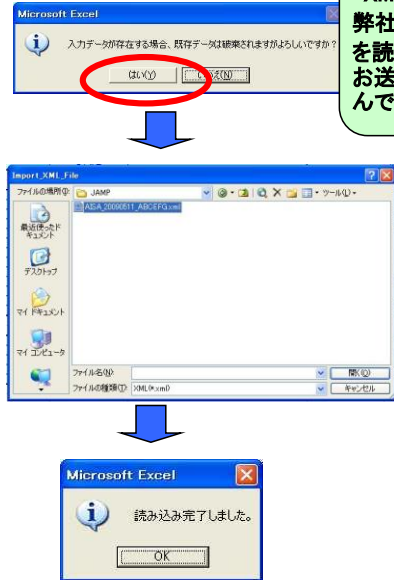 Microsoft Excel
入力データが存在する場合、既存データは破棄されますがよろしいですか?
はい(Y)
弊社
を読
お送
んで
Import_XML_File
ファイルの場所(I):
JAMP
ツール(L)
AISA_20090511_ABCEFG.xml
最近使ったド
キュメント
デスクトップ
マイ ドキュメント
マイ コンピュータ
ファイル名(N):
ファイルの種類(T):
XML(*.xml)
開く(O)
キャンセル
Microsoft Excel
読み込み完了しました。
OK